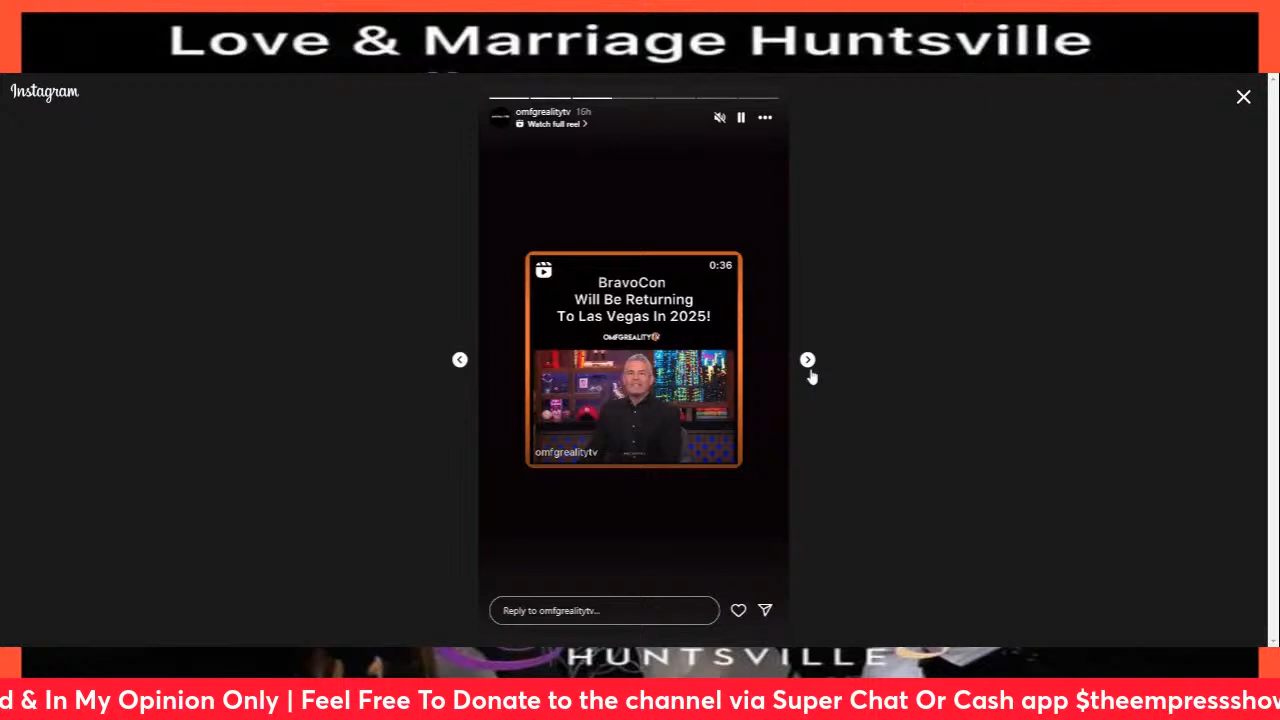 Love & Marriage Huntsville
Instagram
omfgrealitytv 16h
Watch full reel
0:36
BravoCon
Will Be Returning
To Las Vegas In 2025!
OMFGREALITYTV
omfgrealitytv
Reply to omfgrealitytv...
HUNTSVILLE
d & In My Opinion Only | Feel Free To Donate to the channel via Super Chat Or Cash app $theempressshow